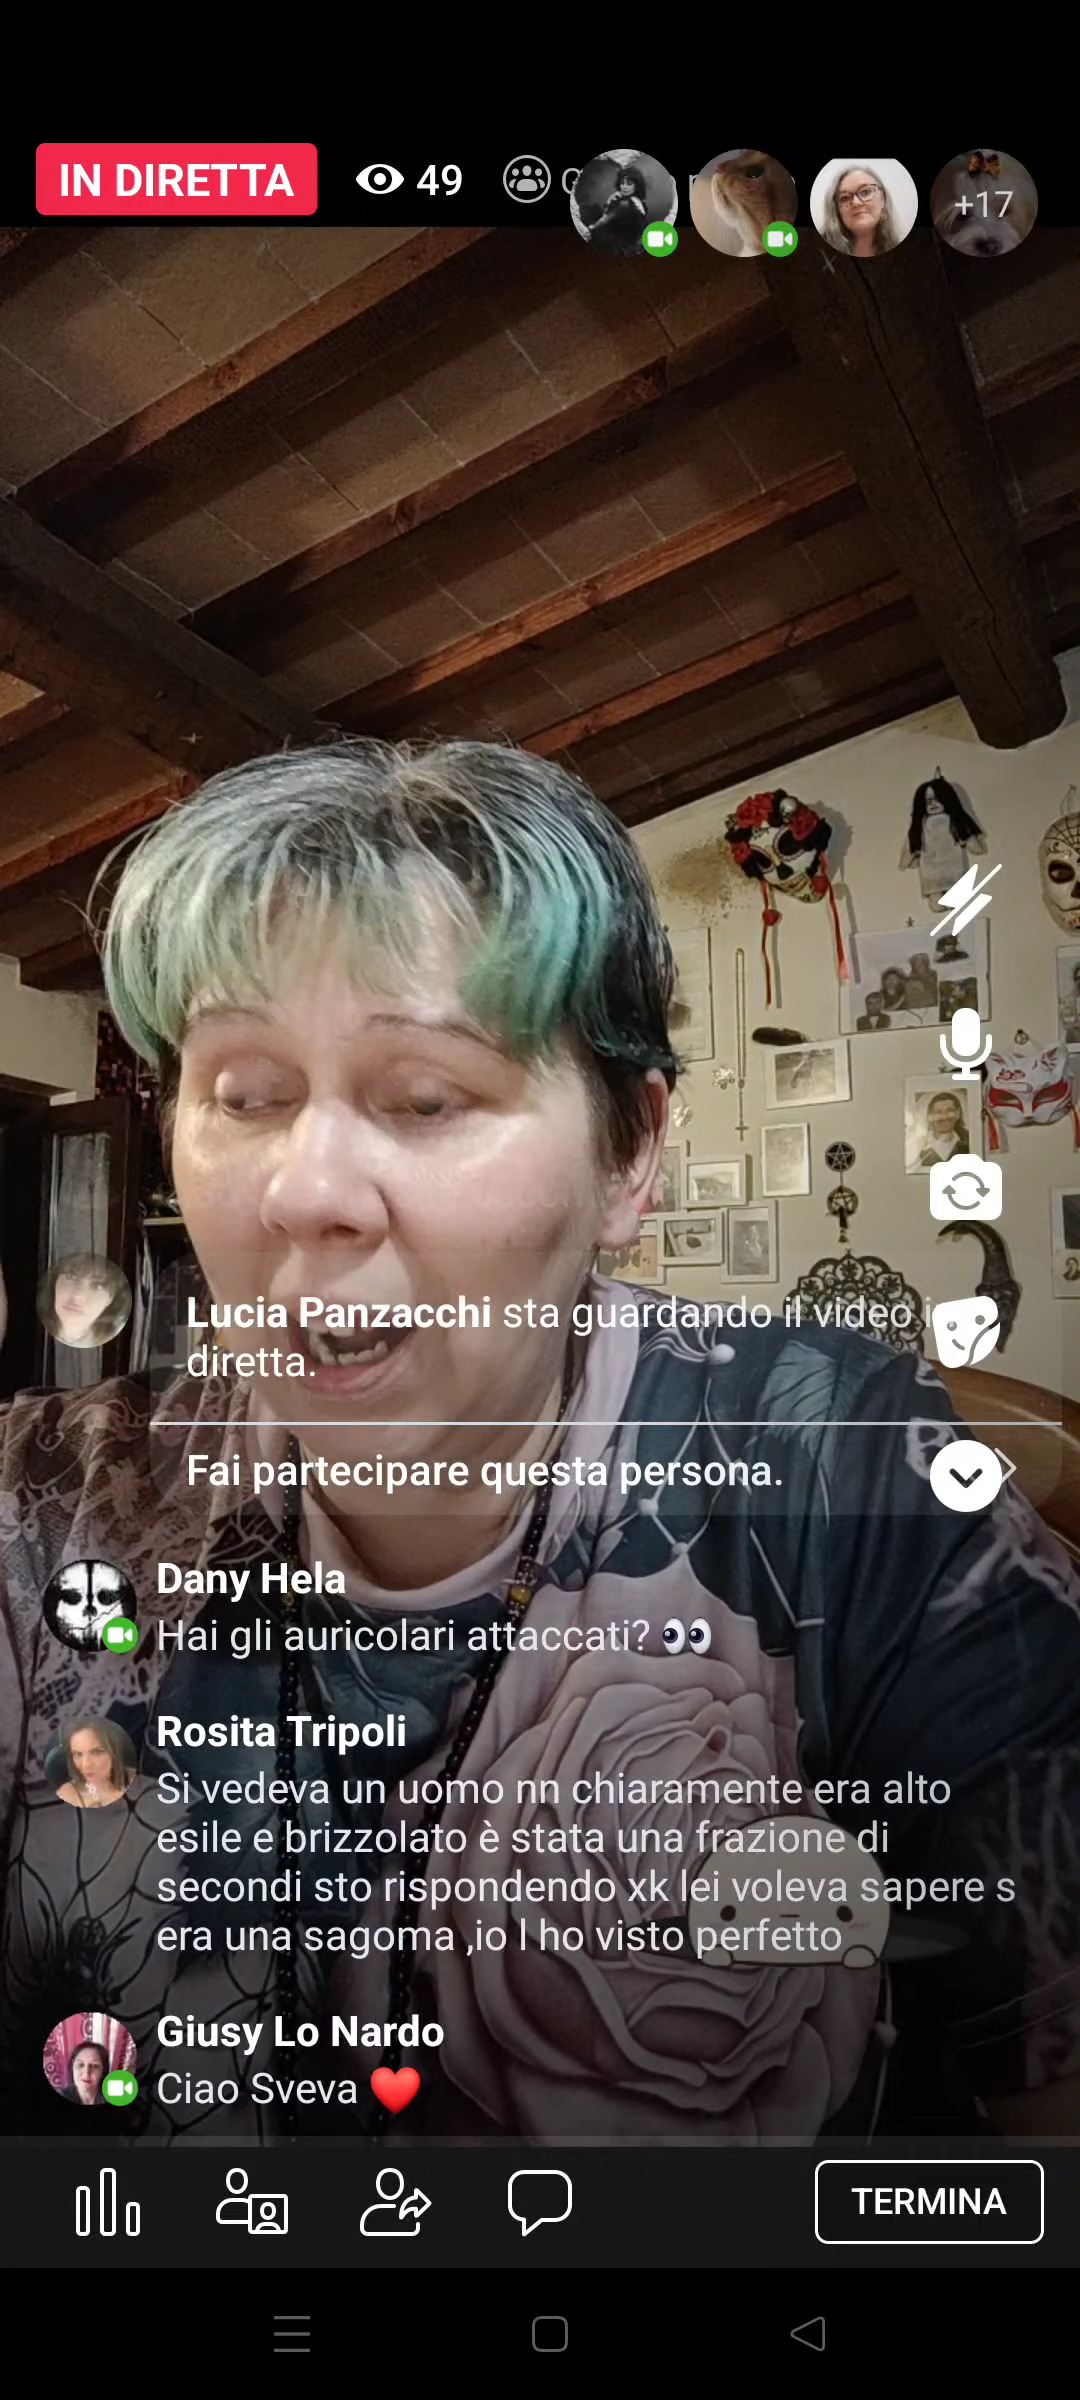 IN DIRETTA
49
+17
Lucia Panzacchi sta guardando il video
diretta.
Fai partecipare questa persona.
Dany Hela
Hai gli auricolari attaccati? 👀
Rosita Tripoli
Si vedeva un uomo nn chiaramente era alto
esile e brizzolato è stata una frazione di
secondi sto rispondendo xk lei voleva sapere s
era una sagoma ,io l ho visto perfetto
Giusy Lo Nardo
Ciao Sveva ❤️
TERMINA